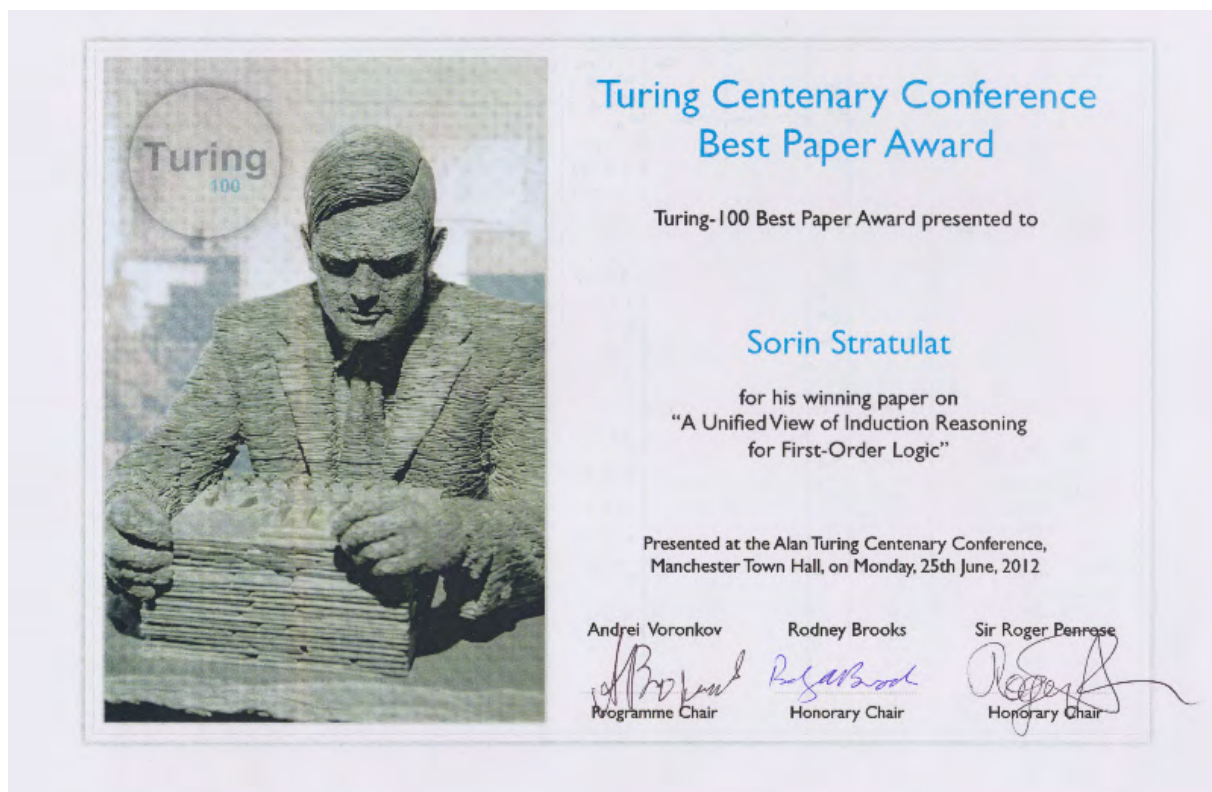 Turing
100
Turing Centenary Conference
Best Paper Award
Turing-100 Best Paper Award presented to
Sorin Stratulat
for his winning paper on
“A Unified View of Induction Reasoning
for First-Order Logic”
Presented at the Alan Turing Centenary Conference,
Manchester Town Hall, on Monday, 25th June, 2012
Andrei Voronkov Rodney Brooks Sir Roger Penrose
Programme Chair Honorary Chair Honorary Chair